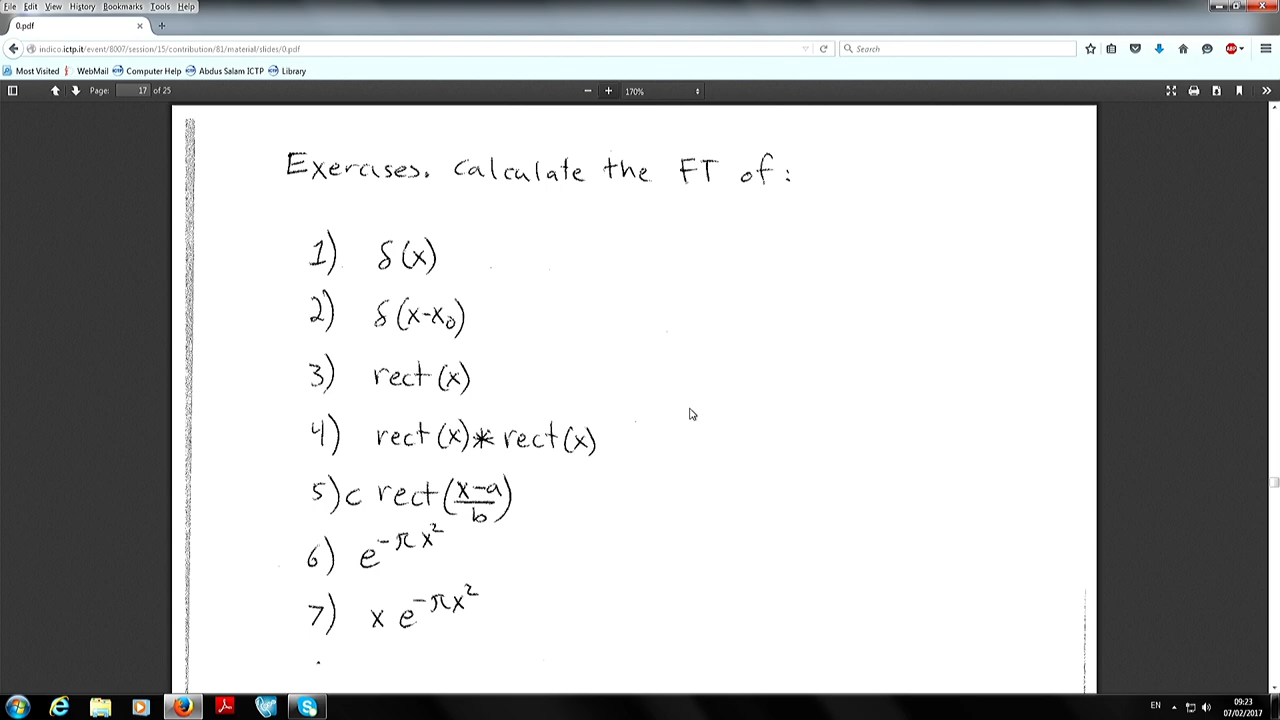 File Edit View History Bookmarks Tools Help
0.pdf
indico.ictp.it/event/8007/session/15/contribution/81/material/slides/0.pdf
Search
Most Visited WebMail Computer Help Abdus Salam ICTP Library
Page: 17 of 25 170%
Exercises. Calculate the FT of:
1) δ(x)
2) δ(x-x₀)
3) rect(x)
4) rect(x)*rect(x)
5) c rect((x-a)/b)
6) e^{-πx²}
7) x e^{-πx²}
EN 09:23
07/02/2017